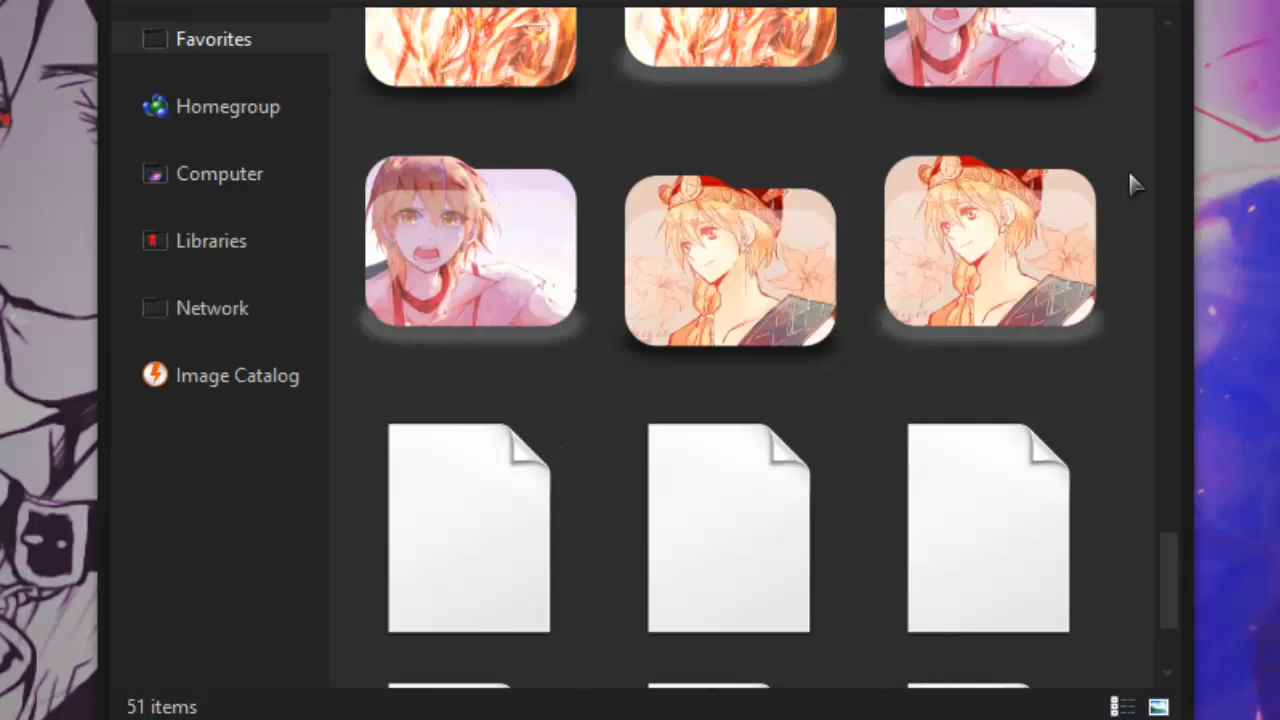 Favorites
Homegroup
Computer
Libraries
Network
Image Catalog
51 items